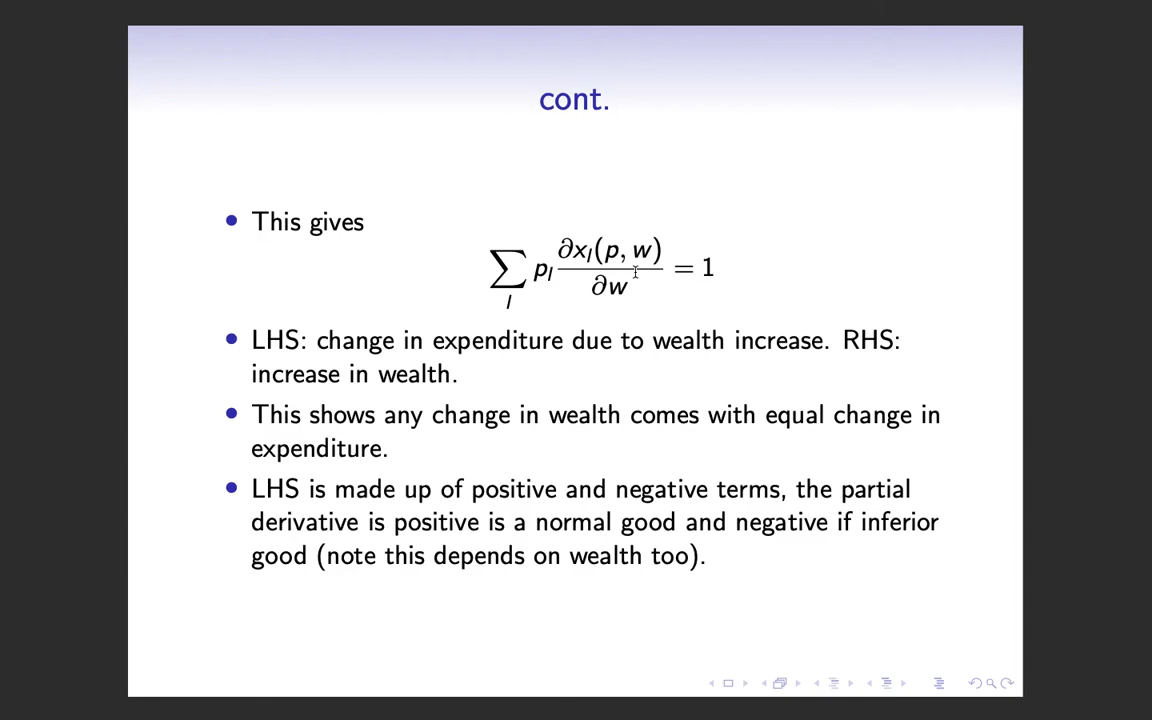 cont.
• This gives
∑_l p_l ∂x_l(p, w)/∂w = 1
• LHS: change in expenditure due to wealth increase. RHS:
increase in wealth.
• This shows any change in wealth comes with equal change in
expenditure.
• LHS is made up of positive and negative terms, the partial
derivative is positive is a normal good and negative if inferior
good (note this depends on wealth too).